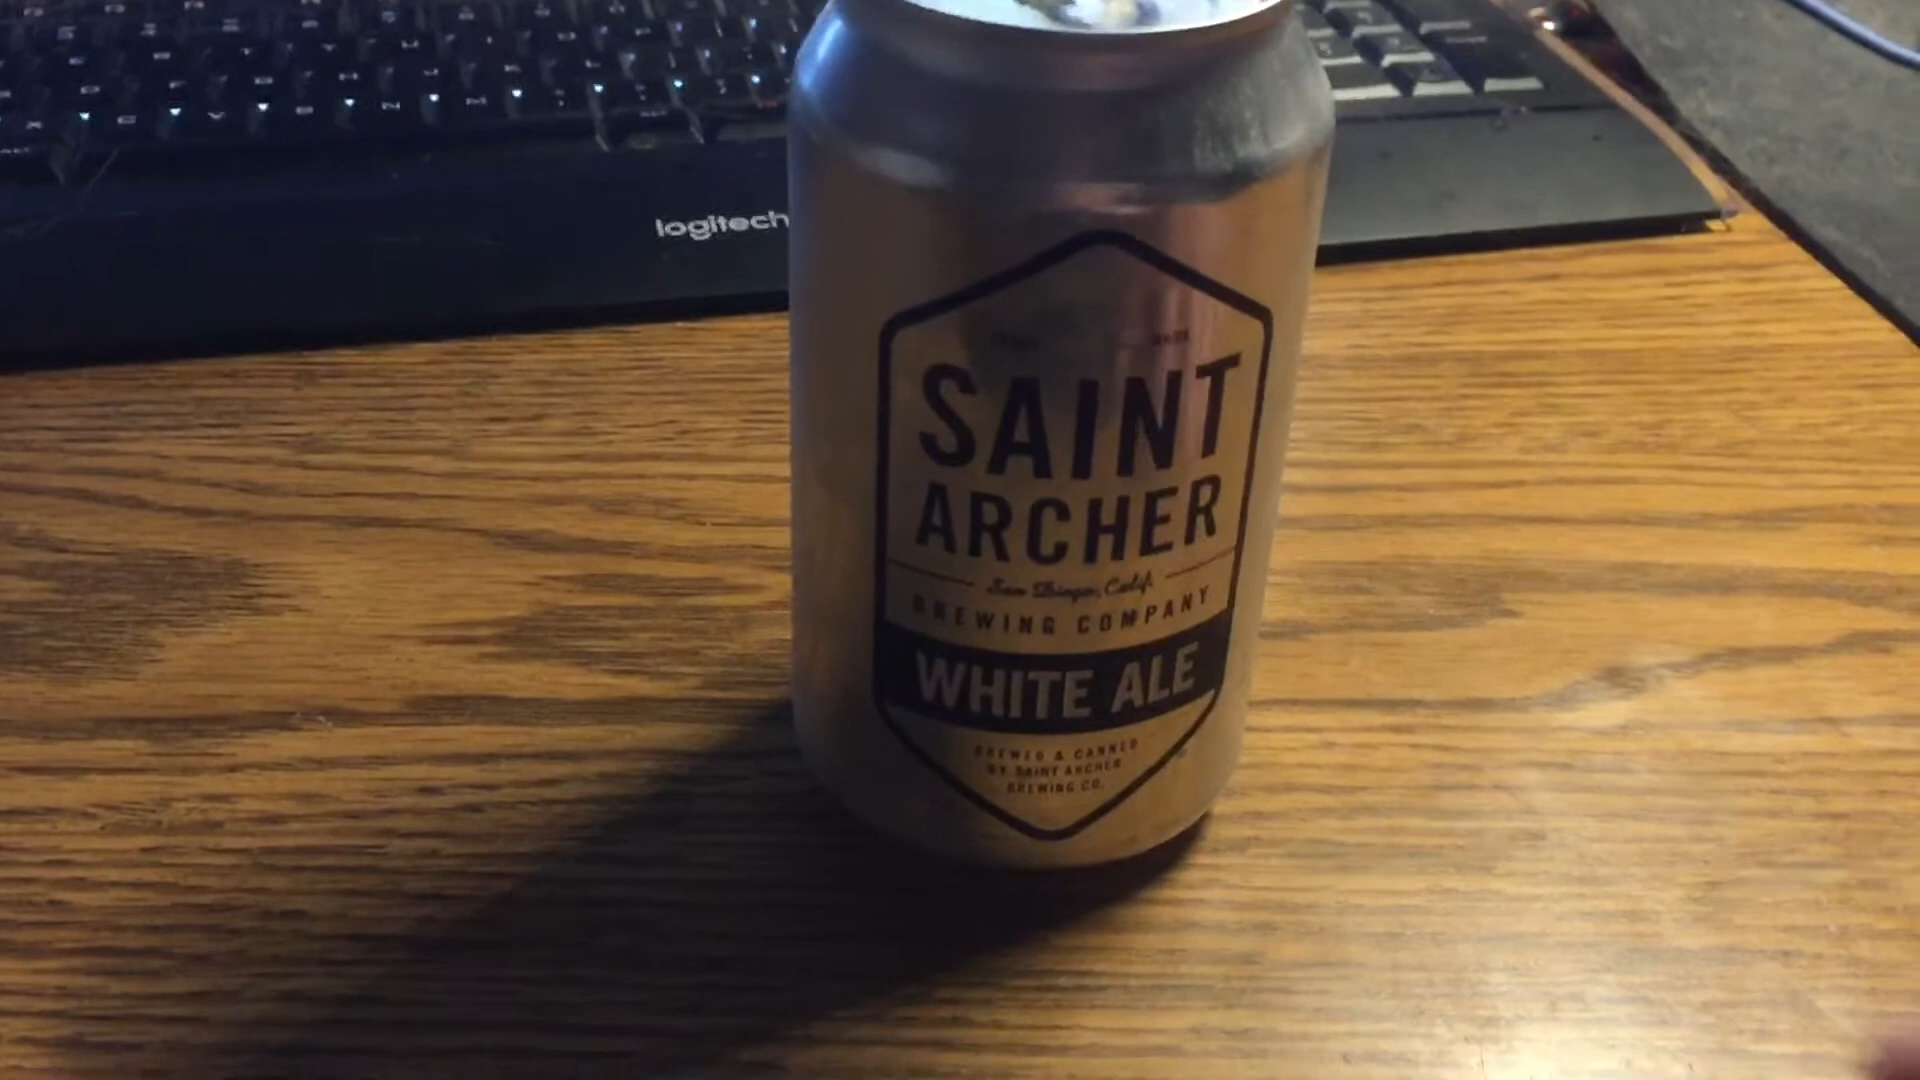 logitech
SAINT
ARCHER
San Diego, Calif.
BREWING COMPANY
WHITE ALE
BREWED & CANNED
BY SAINT ARCHER
BREWING CO.